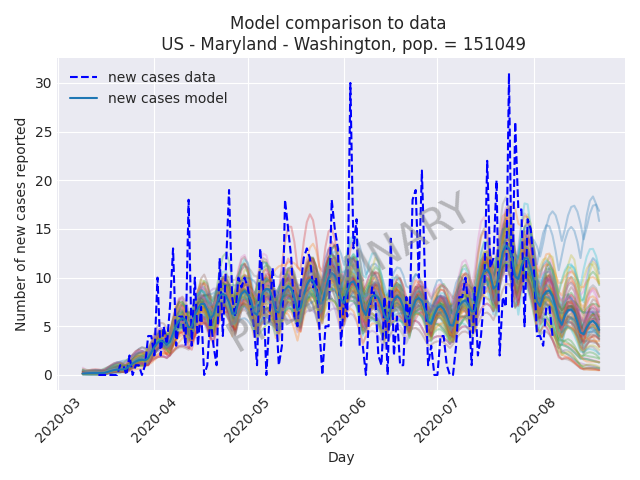 Model comparison to data
US - Maryland - Washington, pop. = 151049
new cases data
new cases model
Number of new cases reported
30
25
20
15
10
5
0
PRELIMINARY
2020-03
2020-04
2020-05
2020-06
2020-07
2020-08
Day